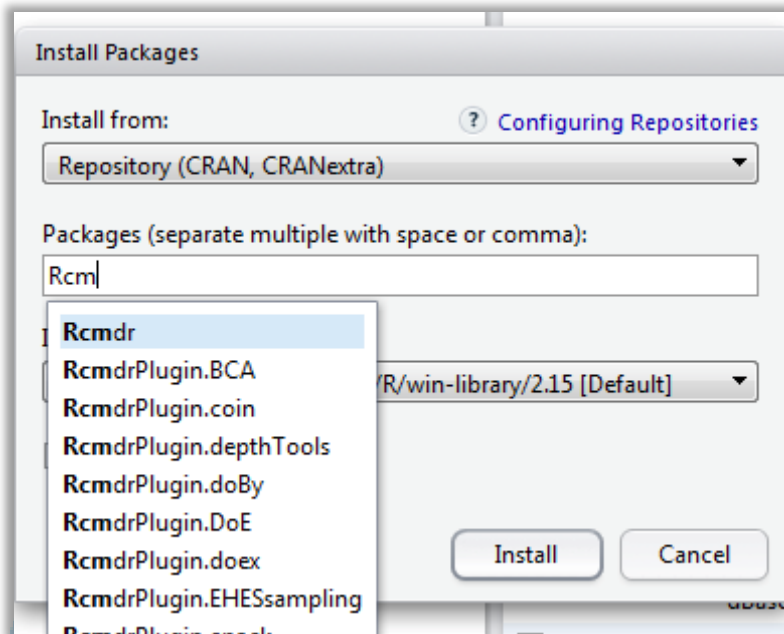 Install Packages
Install from:
? Configuring Repositories
Repository (CRAN, CRANextra)
Packages (separate multiple with space or comma):
Rcm
Rcmdr
RcmdrPlugin.BCA
/R/win-library/2.15 [Default]
RcmdrPlugin.coin
RcmdrPlugin.depthTools
RcmdrPlugin.doBy
RcmdrPlugin.DoE
RcmdrPlugin.doex
Install
Cancel
RcmdrPlugin.EHESsampling